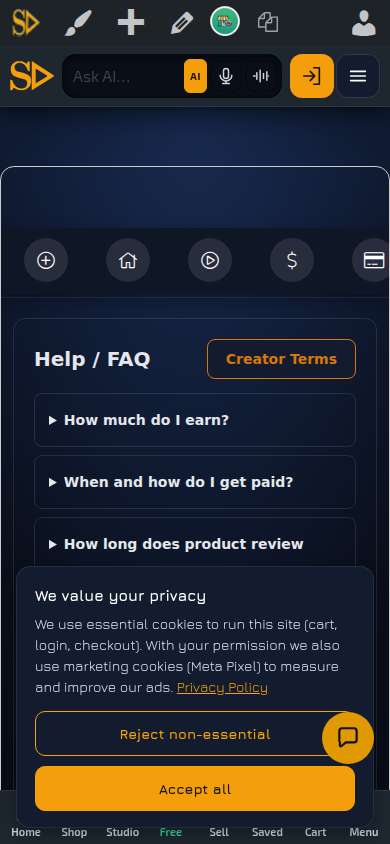 Ask AI...
AI
Help / FAQ
Creator Terms
How much do I earn?
When and how do I get paid?
How long does product review
We value your privacy
We use essential cookies to run this site (cart,
login, checkout). With your permission we also
use marketing cookies (Meta Pixel) to measure
and improve our ads. Privacy Policy
Reject non-essential
Accept all
Home Shop Studio Free Sell Saved Cart Menu